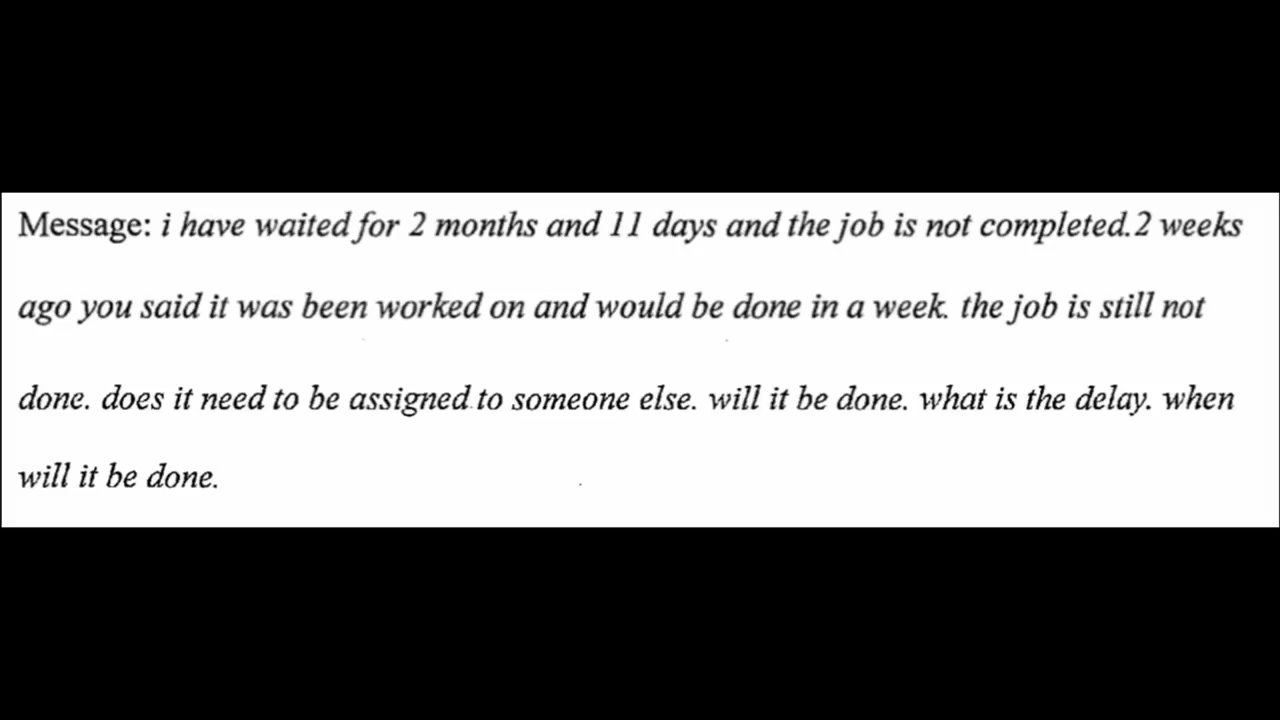 Message: i have waited for 2 months and 11 days and the job is not completed.2 weeks
ago you said it was been worked on and would be done in a week. the job is still not
done. does it need to be assigned to someone else. will it be done. what is the delay. when
will it be done.